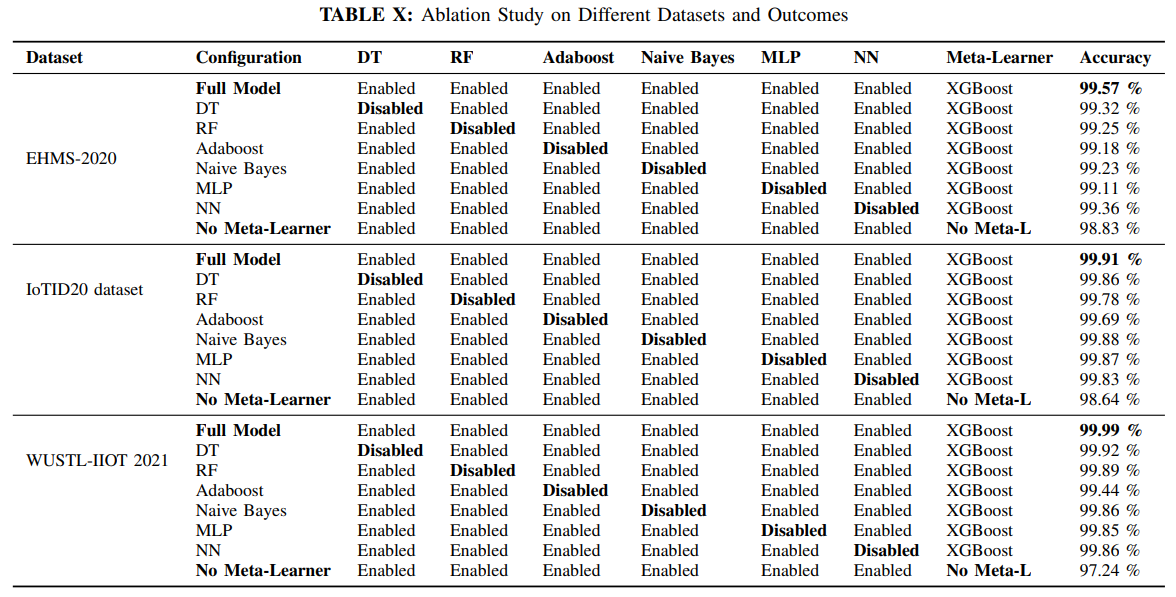 TABLE X: Ablation Study on Different Datasets and Outcomes
Dataset Configuration DT RF Adaboost Naive Bayes MLP NN Meta-Learner Accuracy
Full Model Enabled Enabled Enabled Enabled Enabled Enabled XGBoost 99.57 %
DT Disabled Enabled Enabled Enabled Enabled Enabled XGBoost 99.32 %
RF Enabled Disabled Enabled Enabled Enabled Enabled XGBoost 99.25 %
Adaboost Enabled Enabled Disabled Enabled Enabled Enabled XGBoost 99.18 %
EHMS-2020
Naive Bayes Enabled Enabled Enabled Disabled Enabled Enabled XGBoost 99.23 %
MLP Enabled Enabled Enabled Enabled Disabled Enabled XGBoost 99.11 %
NN Enabled Enabled Enabled Enabled Enabled Disabled XGBoost 99.36 %
No Meta-Learner Enabled Enabled Enabled Enabled Enabled Enabled No Meta-L 98.83 %
Full Model Enabled Enabled Enabled Enabled Enabled Enabled XGBoost 99.91 %
DT Disabled Enabled Enabled Enabled Enabled Enabled XGBoost 99.86 %
IoTID20 dataset
RF Enabled Disabled Enabled Enabled Enabled Enabled XGBoost 99.78 %
Adaboost Enabled Enabled Disabled Enabled Enabled Enabled XGBoost 99.69 %
Naive Bayes Enabled Enabled Enabled Disabled Enabled Enabled XGBoost 99.88 %
MLP Enabled Enabled Enabled Enabled Disabled Enabled XGBoost 99.87 %
NN Enabled Enabled Enabled Enabled Enabled Disabled XGBoost 99.83 %
No Meta-Learner Enabled Enabled Enabled Enabled Enabled Enabled No Meta-L 98.64 %
Full Model Enabled Enabled Enabled Enabled Enabled Enabled XGBoost 99.99 %
DT Disabled Enabled Enabled Enabled Enabled Enabled XGBoost 99.92 %
WUSTL-IIOT 2021
RF Enabled Disabled Enabled Enabled Enabled Enabled XGBoost 99.89 %
Adaboost Enabled Enabled Disabled Enabled Enabled Enabled XGBoost 99.44 %
Naive Bayes Enabled Enabled Enabled Disabled Enabled Enabled XGBoost 99.86 %
MLP Enabled Enabled Enabled Enabled Disabled Enabled XGBoost 99.85 %
NN Enabled Enabled Enabled Enabled Enabled Disabled XGBoost 99.86 %
No Meta-Learner Enabled Enabled Enabled Enabled Enabled Enabled No Meta-L 97.24 %